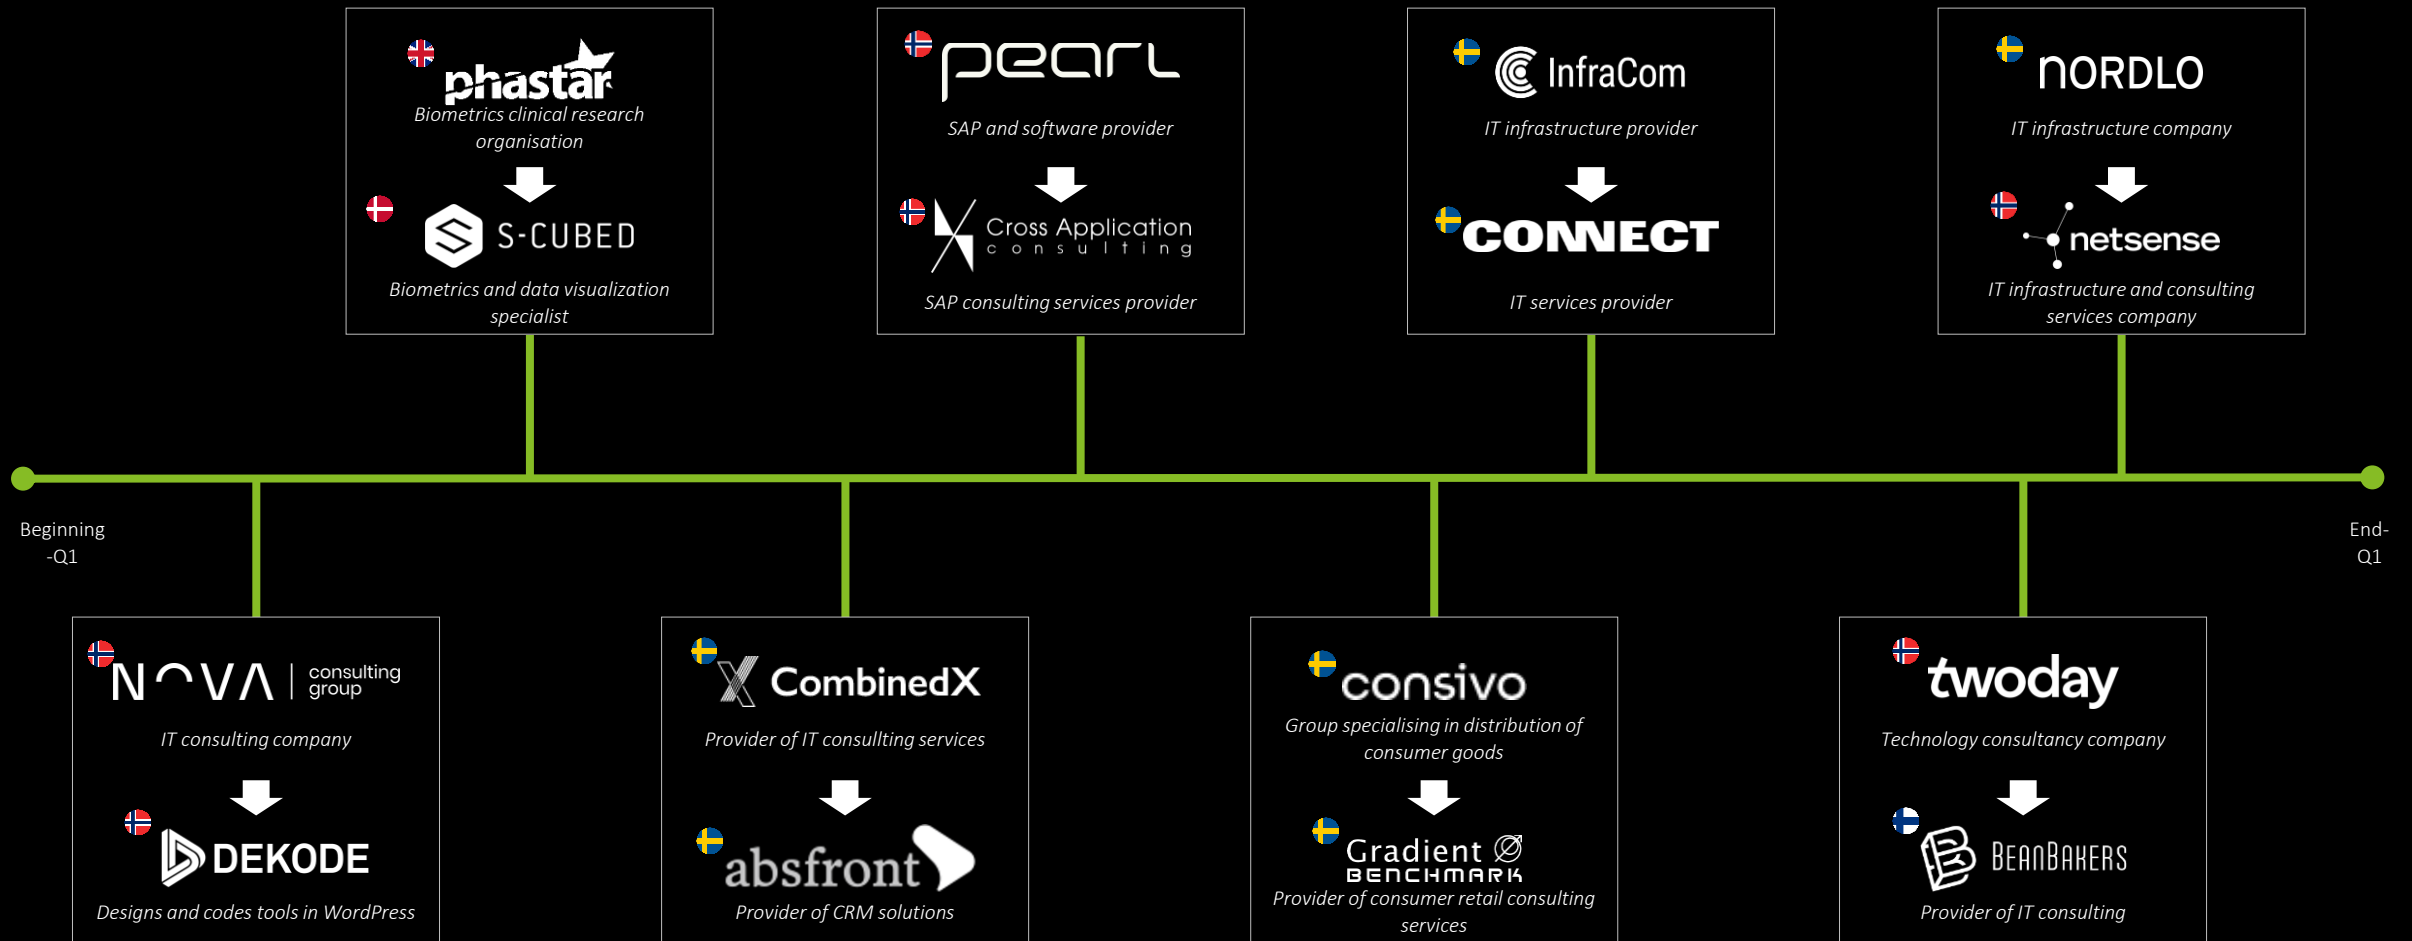 phastar
Biometrics clinical research
organisation
S-CUBED
Biometrics and data visualization
specialist
pearl
SAP and software provider
Cross Application
consulting
SAP consulting services provider
InfraCom
IT infrastructure provider
CONNECT
IT services provider
NORDLO
IT infrastructure company
netsense
IT infrastructure and consulting
services company
Beginning
-Q1
End-
Q1
NOVA | consulting
group
IT consulting company
DEKODE
Designs and codes tools in WordPress
CombinedX
Provider of IT consullting services
absfront
Provider of CRM solutions
consivo
Group specialising in distribution of
consumer goods
Gradient
BENCHMARK
Provider of consumer retail consulting
services
twoday
Technology consultancy company
BEANBAKERS
Provider of IT consulting